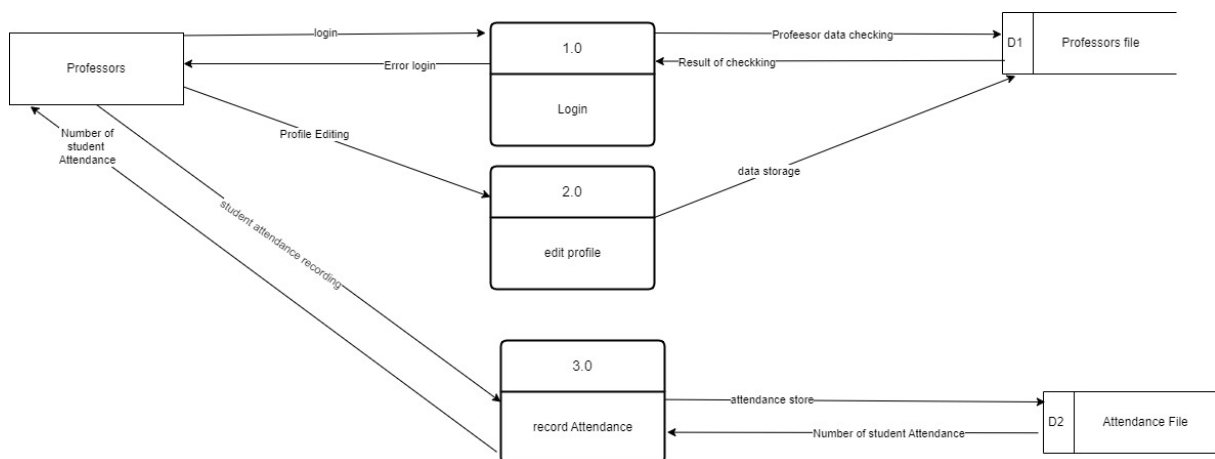 login
1.0
Profeesor data checking
D1
Professors file
Professors
Error login
Result of checkking
Login
Number of
student
Attendance
Profile Editing
2.0
data storage
edit profile
student attendance recording
3.0
attendance store
record Attendance
Number of student Attendance
D2
Attendance File